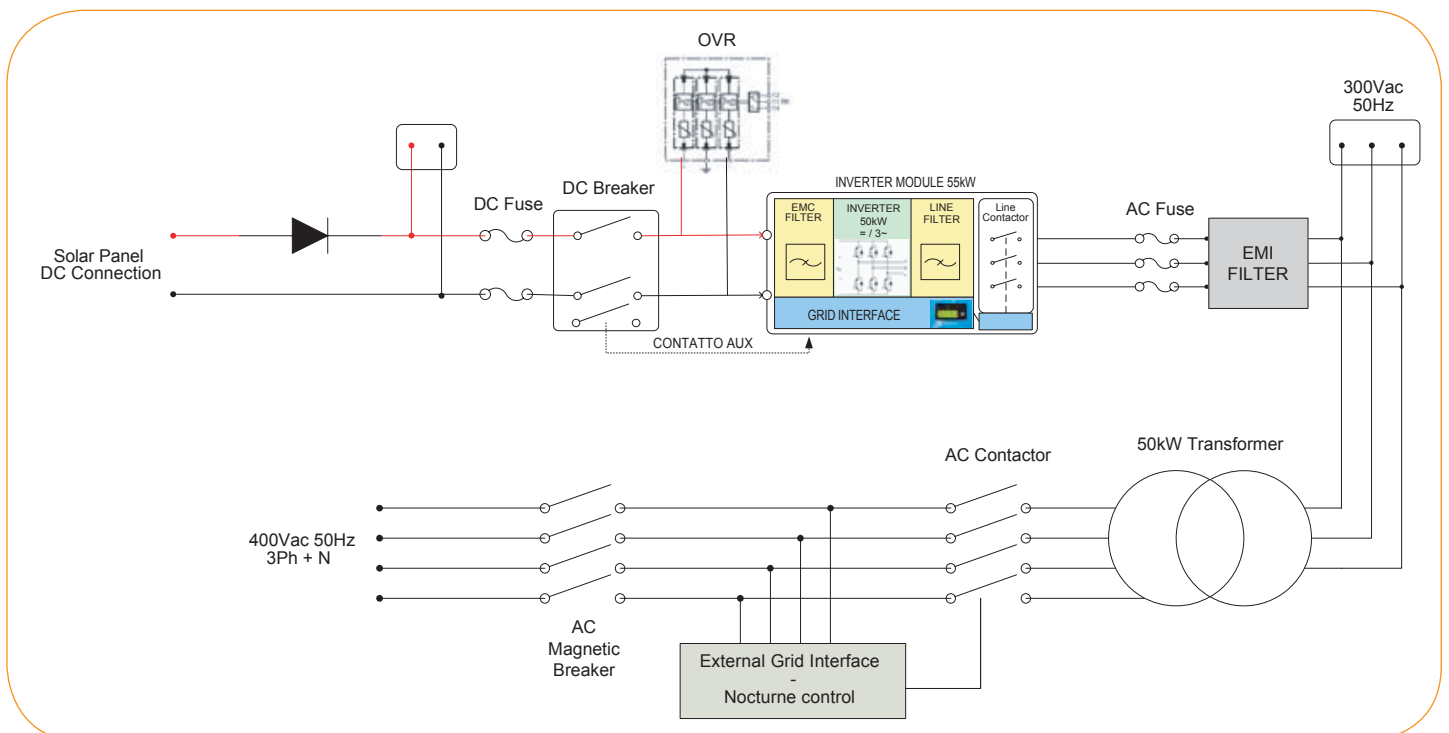 OVR
300Vac
50Hz
DC Fuse
DC Breaker
INVERTER MODULE 55kW
EMC
FILTER
INVERTER
50kW
= / 3~
LINE
FILTER
Line
Contactor
AC Fuse
Solar Panel
DC Connection
EMI
FILTER
GRID INTERFACE
CONTATTO AUX
50kW Transformer
AC Contactor
400Vac 50Hz
3Ph + N
AC
Magnetic
Breaker
External Grid Interface
-
Nocturne control